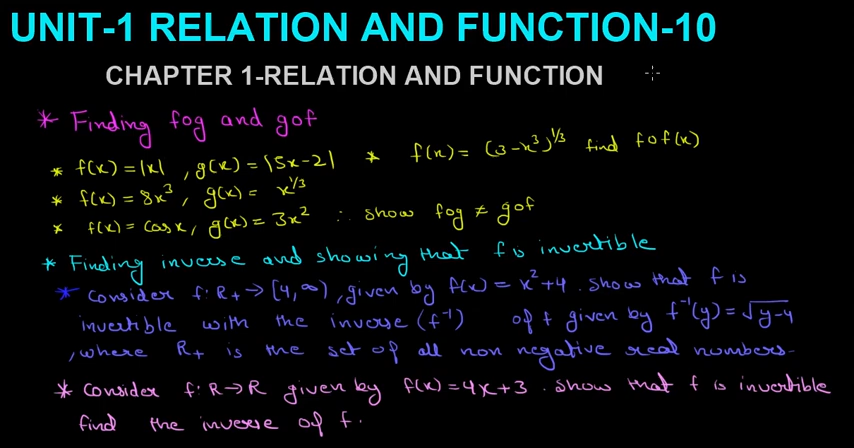 UNIT-1 RELATION AND FUNCTION-10
CHAPTER 1-RELATION AND FUNCTION
* Finding fog and gof
* f(x) = |x| , g(x) = |5x-2| * f(x) = (3-x³)^1/3 find fof(x)
* f(x) = 8x³ , g(x) = x^1/3
* f(x) = cosx, g(x) = 3x² ∴ show fog ≠ gof
* Finding inverse and showing that f is invertible
* consider f: R₊→[4,∞), given by f(x) = x²+4. show that f is
invertible with the inverse (f⁻¹) of f given by f⁻¹(y) = √y-4
, where R₊ is the set of all non negative real numbers.
* consider f: R→R given by f(x) = 4x+3. show that f is invertible
find the inverse of f.